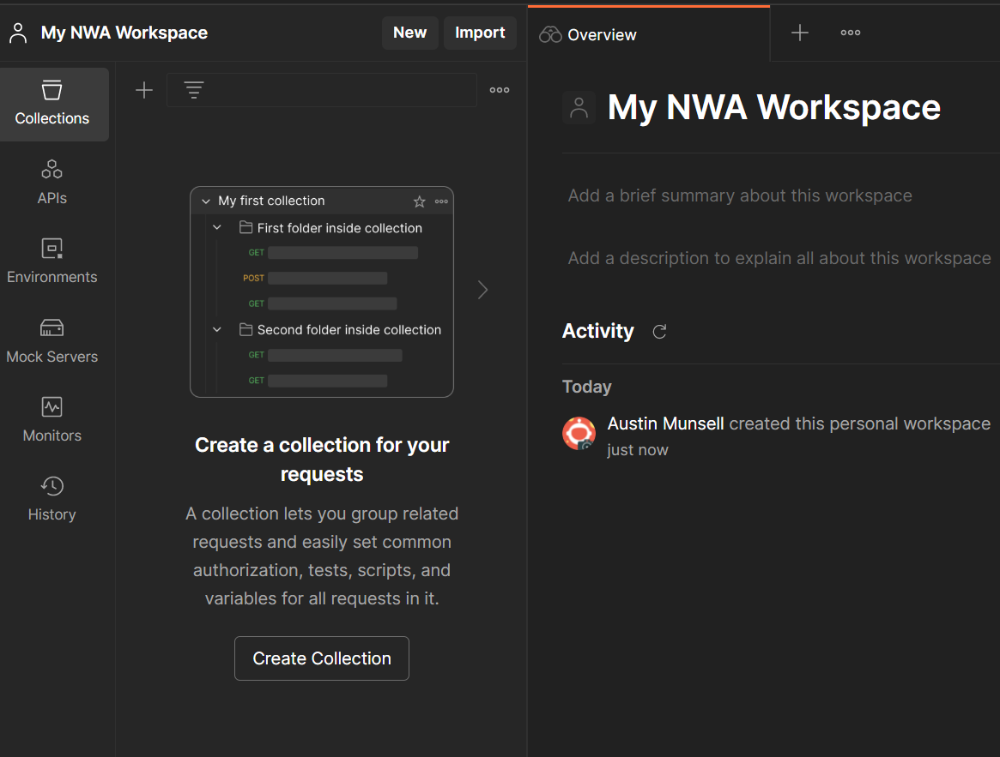 My NWA Workspace
New
Import
Overview
Collections
APIs
Environments
Mock Servers
Monitors
History
My first collection
First folder inside collection
GET
POST
GET
Second folder inside collection
GET
GET
Create a collection for your
requests
A collection lets you group related
requests and easily set common
authorization, tests, scripts, and
variables for all requests in it.
Create Collection
My NWA Workspace
Add a brief summary about this workspace
Add a description to explain all about this workspace
Activity
Today
Austin Munsell created this personal workspace
just now